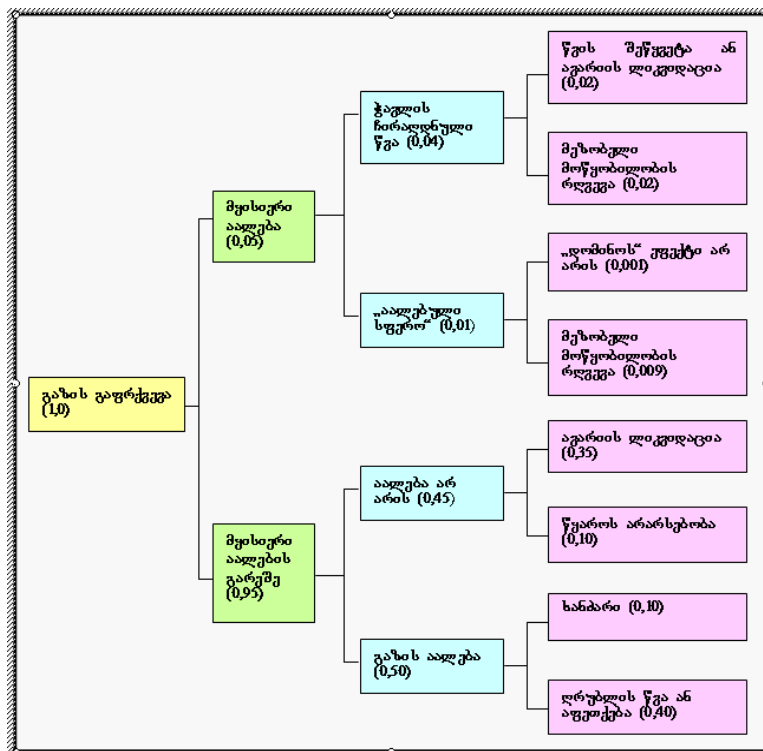 წვის შეწყვეტა ან
ავარიის ლიკვიდაცია
(0,02)
ჭავლის
ჩირაღდნული
წვა (0,04)
მეზობელი
მოწყობილობის
რღვევა (0,02)
მყისიერი
აალება
(0,05)
„დომინოს“ ეფექტი არ
არის (0,001)
„აალებული
სფერო“ (0,01)
მეზობელი
მოწყობილობის
რღვევა (0,009)
გაზის გაფრქვევა
(1,0)
ავარიის ლიკვიდაცია
(0,35)
აალება არ
არის (0,45)
წყაროს არარსებობა
(0,10)
მყისიერი
აალების
გარეშე
(0,95)
ხანძარი (0,10)
გაზის აალება
(0,50)
ღრუბლის წვა ან
აფეთქება (0,40)